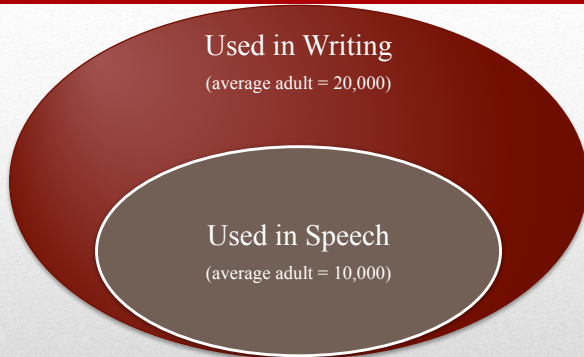 Used in Writing
(average adult = 20,000)
Used in Speech
(average adult = 10,000)